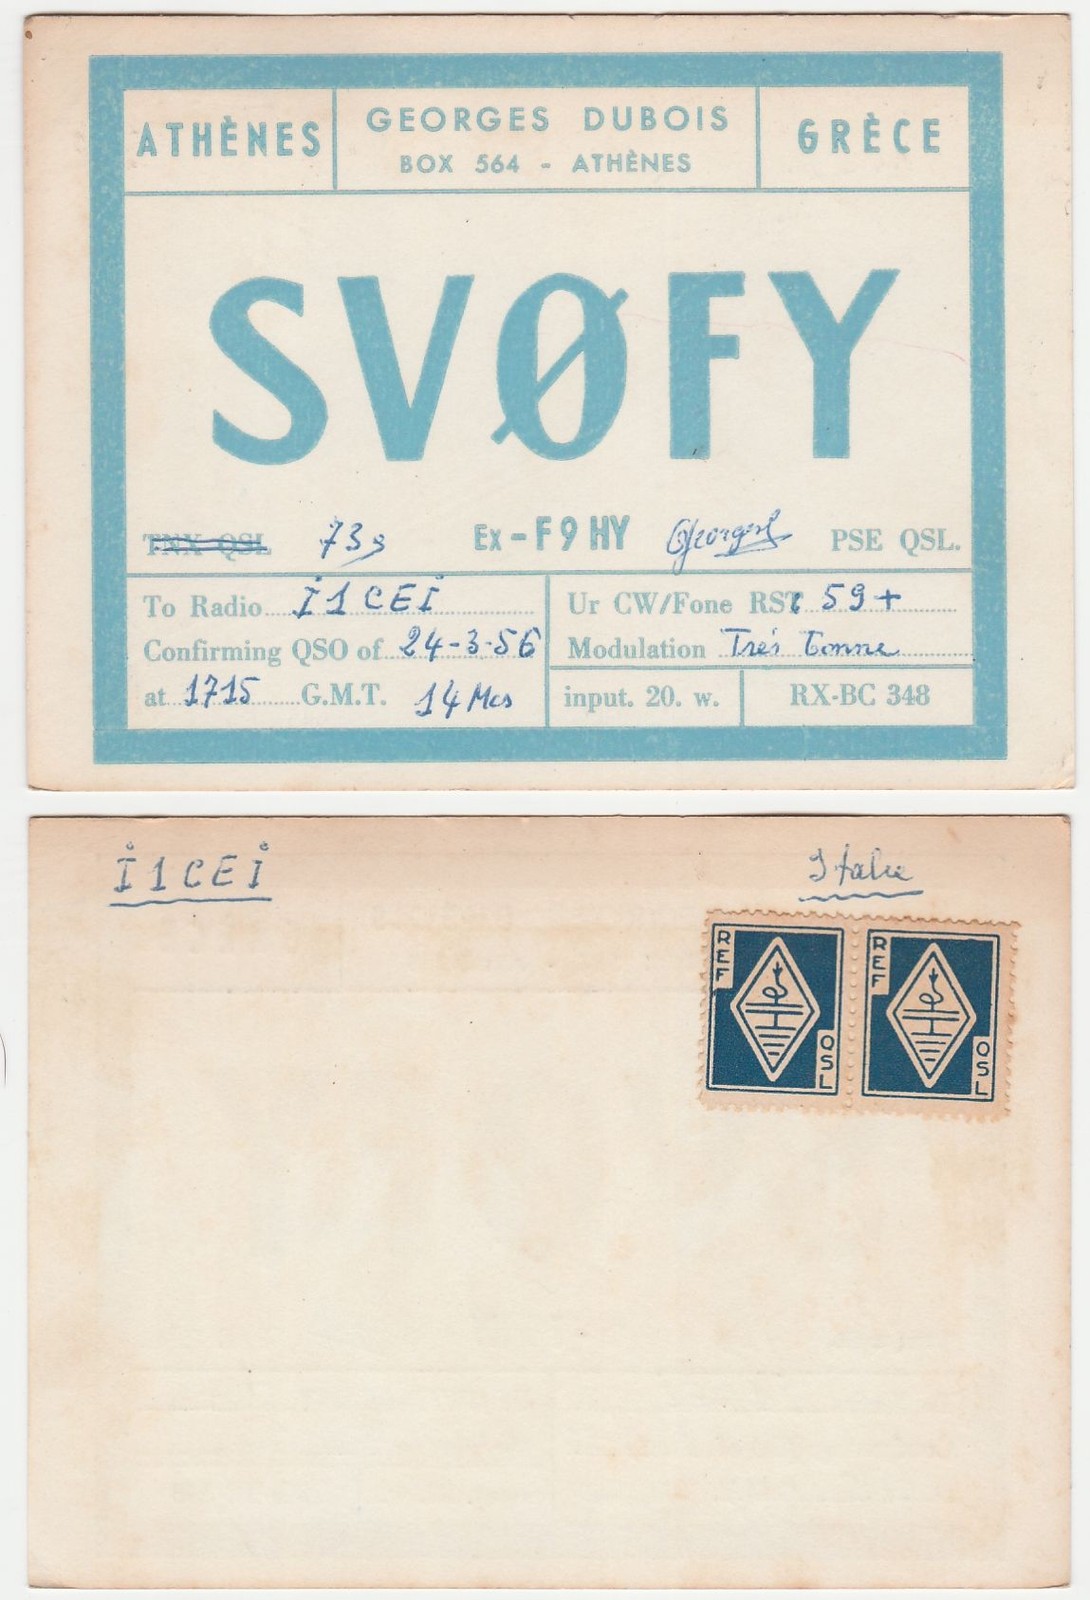 ATHÈNES
GEORGES DUBOIS
BOX 564 - ATHÈNES
GRÈCE
SVØFY
TNX QSL 73s Ex-F9HY Georges PSE QSL.
To Radio I1CEI
Confirming QSO of 24-3-56
at 1715 G.M.T. 14 Mcs
Ur CW/Fone RST 59+
Modulation Très Bonne
input. 20. w.
RX-BC 348
I1CEI
Italie
REF
QSL
REF
QSL